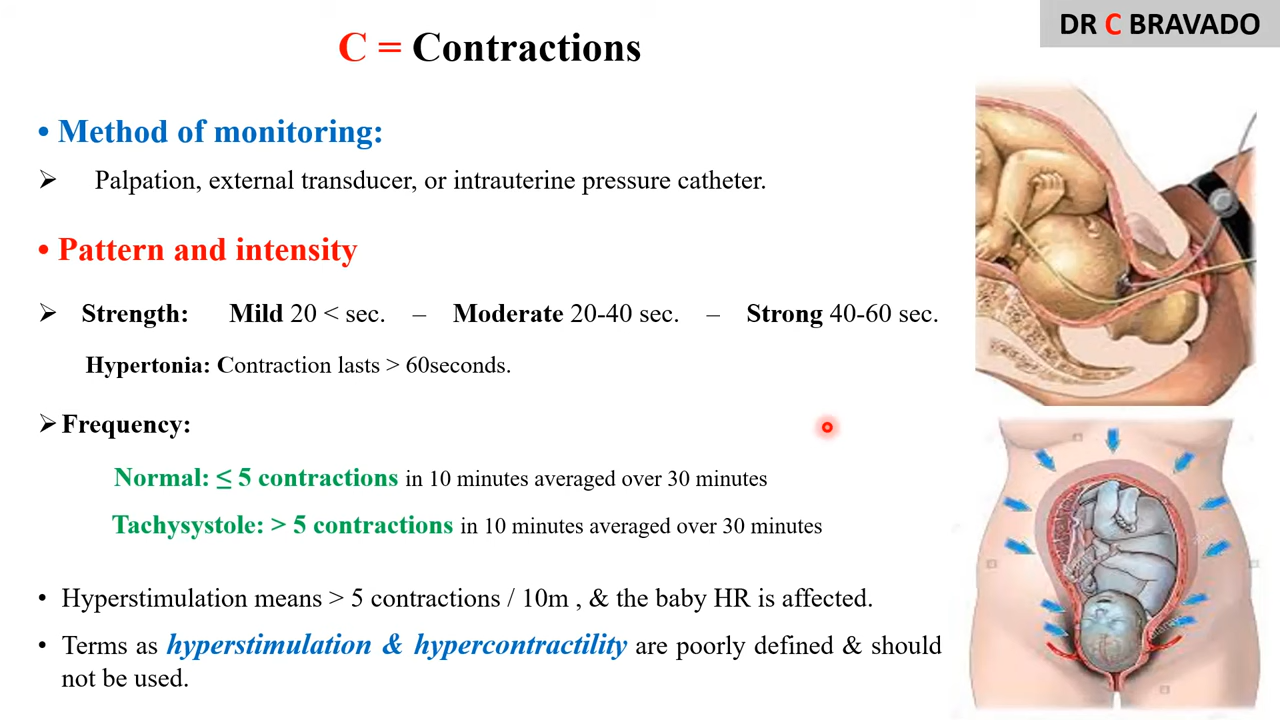 DR C BRAVADO
C = Contractions
• Method of monitoring:
➢ Palpation, external transducer, or intrauterine pressure catheter.
• Pattern and intensity
➢ Strength: Mild 20 < sec. – Moderate 20-40 sec. – Strong 40-60 sec.
Hypertonia: Contraction lasts > 60seconds.
➢ Frequency:
Normal: ≤ 5 contractions in 10 minutes averaged over 30 minutes
Tachysystole: > 5 contractions in 10 minutes averaged over 30 minutes
• Hyperstimulation means > 5 contractions / 10m , & the baby HR is affected.
• Terms as hyperstimulation & hypercontractility are poorly defined & should
not be used.